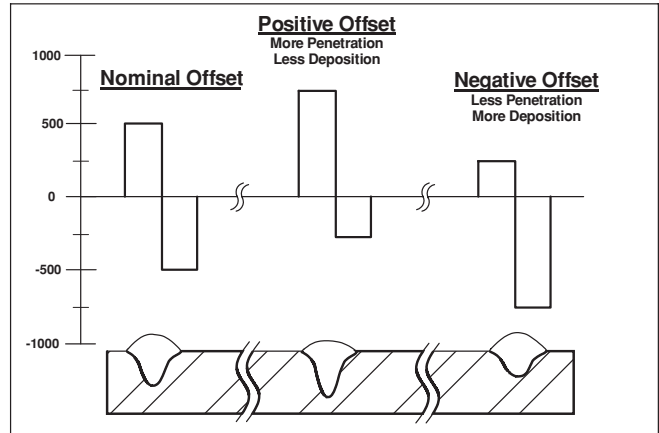 Positive Offset
More Penetration
Less Deposition
Nominal Offset
Negative Offset
Less Penetration
More Deposition
1000
500
0
-500
-1000